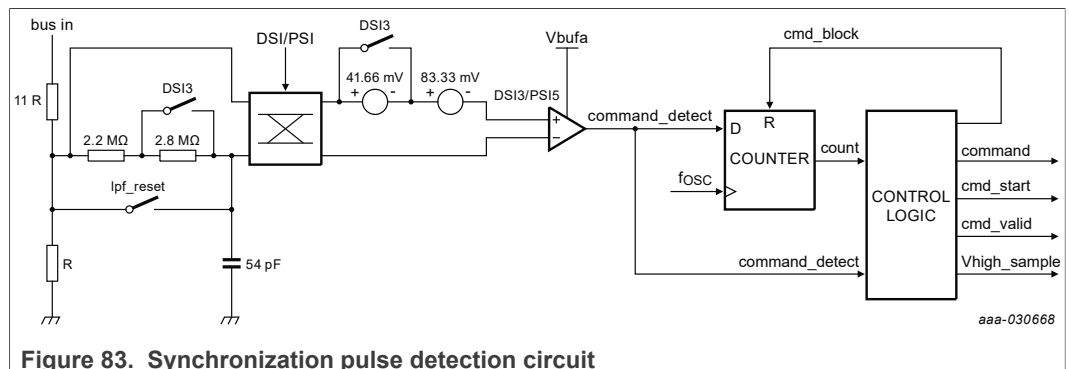 bus in
DSI/PSI
DSI3
Vbufa
cmd_block
11 R
DSI3
41.66 mV
83.33 mV
+ -
+ -
DSI3/PSI5
2.2 MΩ
2.8 MΩ
+
−
command_detect
D
R
COUNTER
count
fOSC
CONTROL
LOGIC
command
cmd_start
cmd_valid
Vhigh_sample
lpf_reset
R
54 pF
command_detect
aaa-030668
Figure 83. Synchronization pulse detection circuit